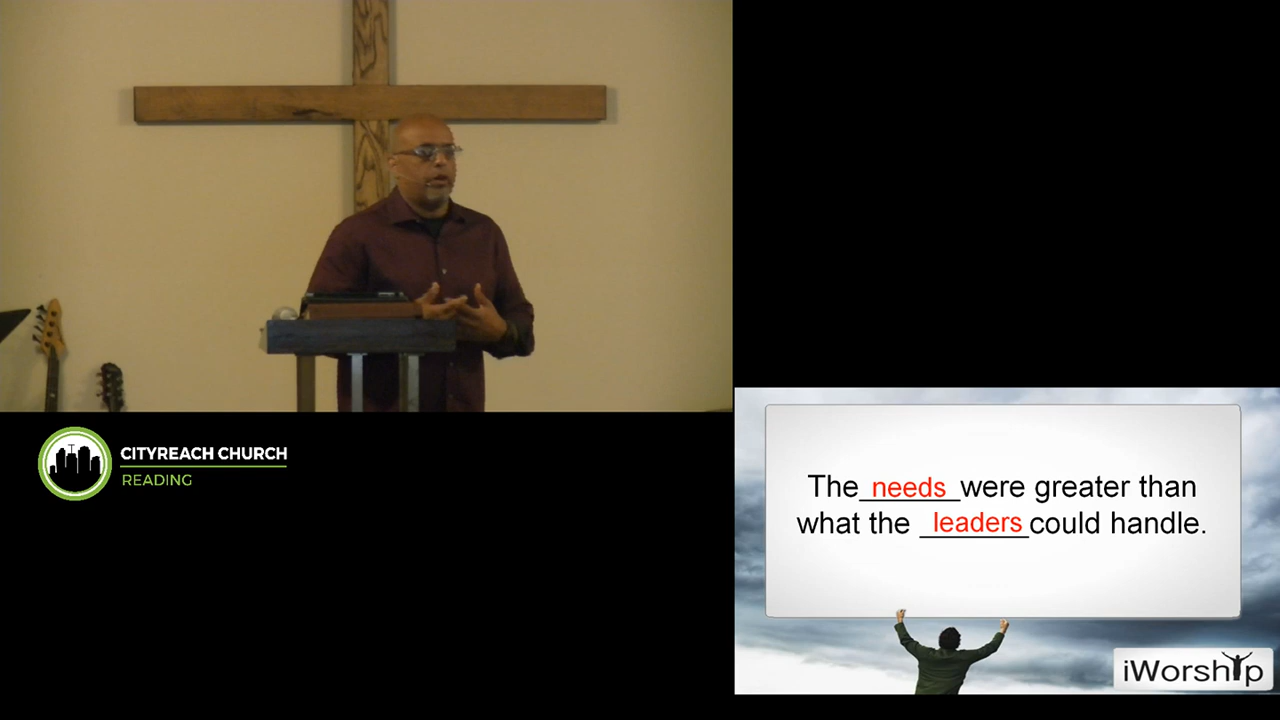 CITYREACH CHURCH
READING
The needs were greater than
what the leaders could handle.
iWorship